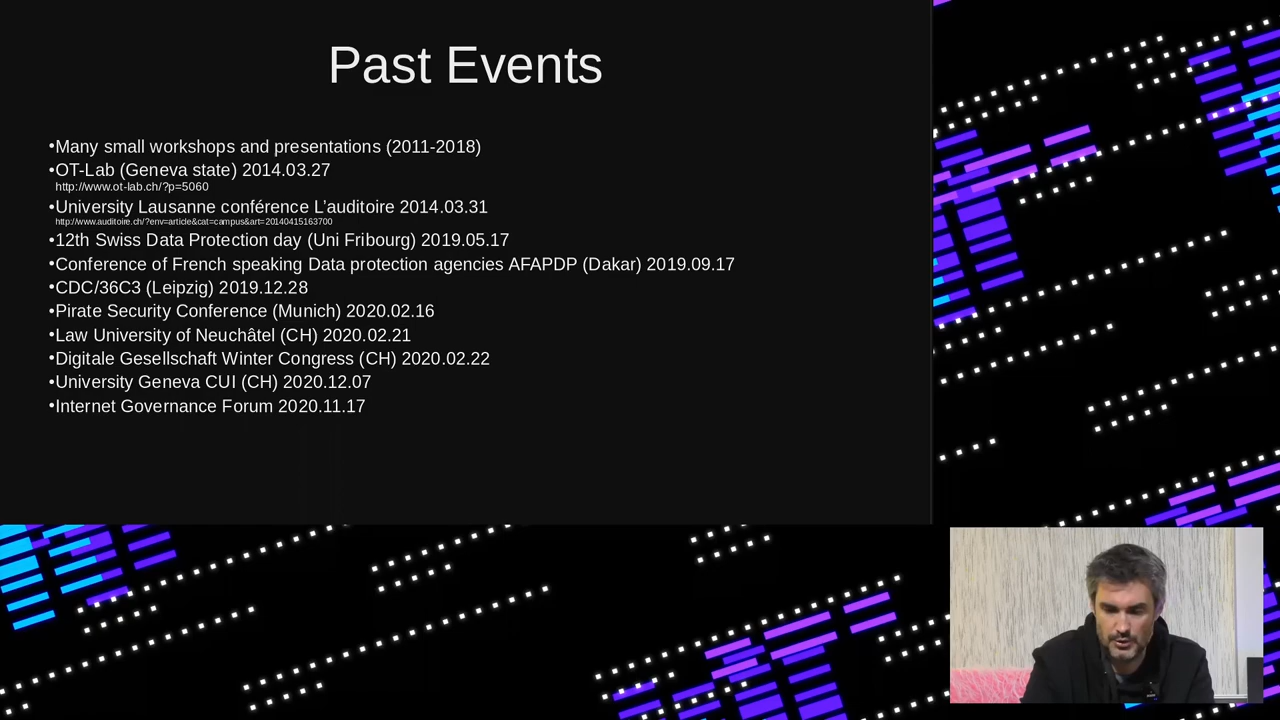 Past Events
•Many small workshops and presentations (2011-2018)
•OT-Lab (Geneva state) 2014.03.27
http://www.ot-lab.ch/?p=5060
•University Lausanne conférence L’auditoire 2014.03.31
http://www.auditoire.ch/?env=article&cat=campus&art=20140415163700
•12th Swiss Data Protection day (Uni Fribourg) 2019.05.17
•Conference of French speaking Data protection agencies AFAPDP (Dakar) 2019.09.17
•CDC/36C3 (Leipzig) 2019.12.28
•Pirate Security Conference (Munich) 2020.02.16
•Law University of Neuchâtel (CH) 2020.02.21
•Digitale Gesellschaft Winter Congress (CH) 2020.02.22
•University Geneva CUI (CH) 2020.12.07
•Internet Governance Forum 2020.11.17